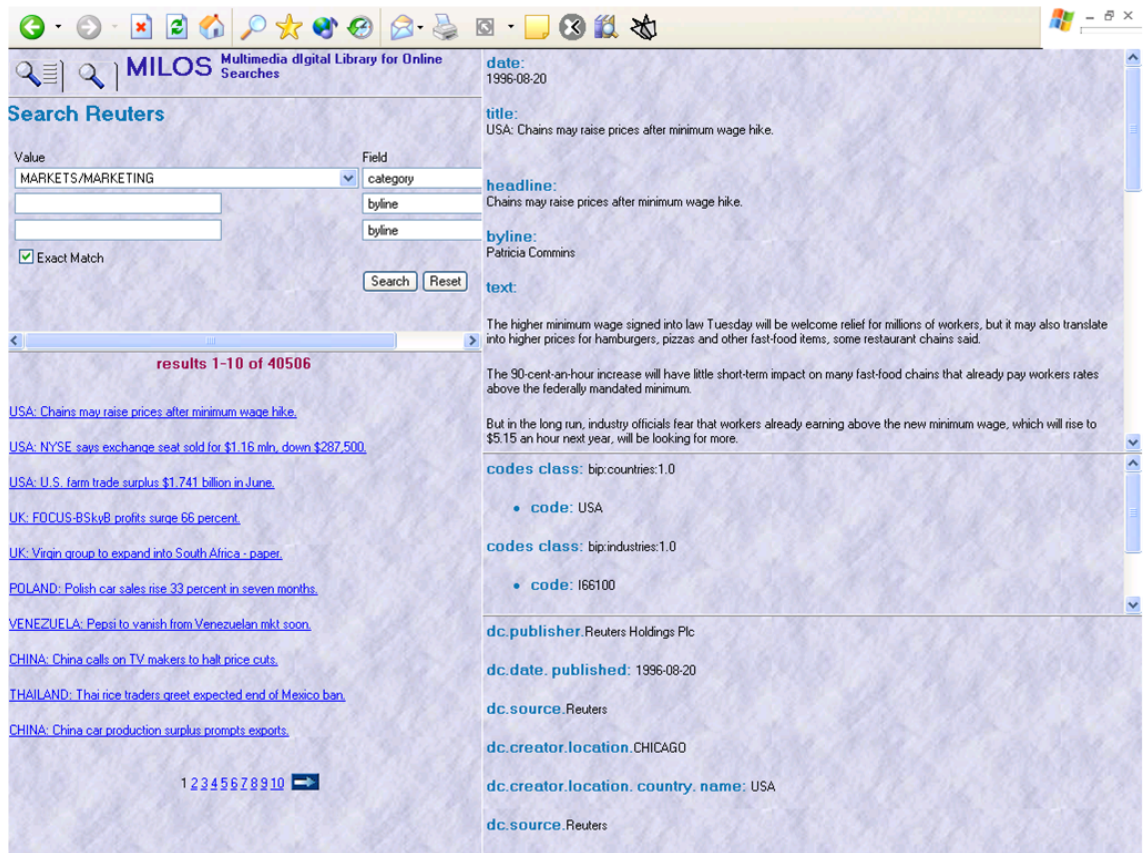 MILOS Multimedia dIgital Library for Online
Searches
Search Reuters
Value Field
MARKETS/MARKETING category
byline
byline
Exact Match
Search Reset
results 1-10 of 40506
USA: Chains may raise prices after minimum wage hike.
USA: NYSE says exchange seat sold for $1.16 mln, down $287,500.
USA: U.S. farm trade surplus $1.741 billion in June.
UK: FOCUS-BSkyB profits surge 66 percent.
UK: Virgin group to expand into South Africa - paper.
POLAND: Polish car sales rise 33 percent in seven months.
VENEZUELA: Pepsi to vanish from Venezuelan mkt soon.
CHINA: China calls on TV makers to halt price cuts.
THAILAND: Thai rice traders greet expected end of Mexico ban.
CHINA: China car production surplus prompts exports.
1 2 3 4 5 6 7 8 9 10
date:
1996-08-20
title:
USA: Chains may raise prices after minimum wage hike.
headline:
Chains may raise prices after minimum wage hike.
byline:
Patricia Commins
text:
The higher minimum wage signed into law Tuesday will be welcome relief for millions of workers, but it may also translate
into higher prices for hamburgers, pizzas and other fast-food items, some restaurant chains said.
The 90-cent-an-hour increase will have little short-term impact on many fast-food chains that already pay workers rates
above the federally mandated minimum.
But in the long run, industry officials fear that workers already earning above the new minimum wage, which will rise to
$5.15 an hour next year, will be looking for more.
codes class: bip:countries:1.0
• code: USA
codes class: bip:industries:1.0
• code: I66100
dc.publisher.Reuters Holdings Plc
dc.date. published: 1996-08-20
dc.source.Reuters
dc.creator.location.CHICAGO
dc.creator.location. country. name: USA
dc.source.Reuters